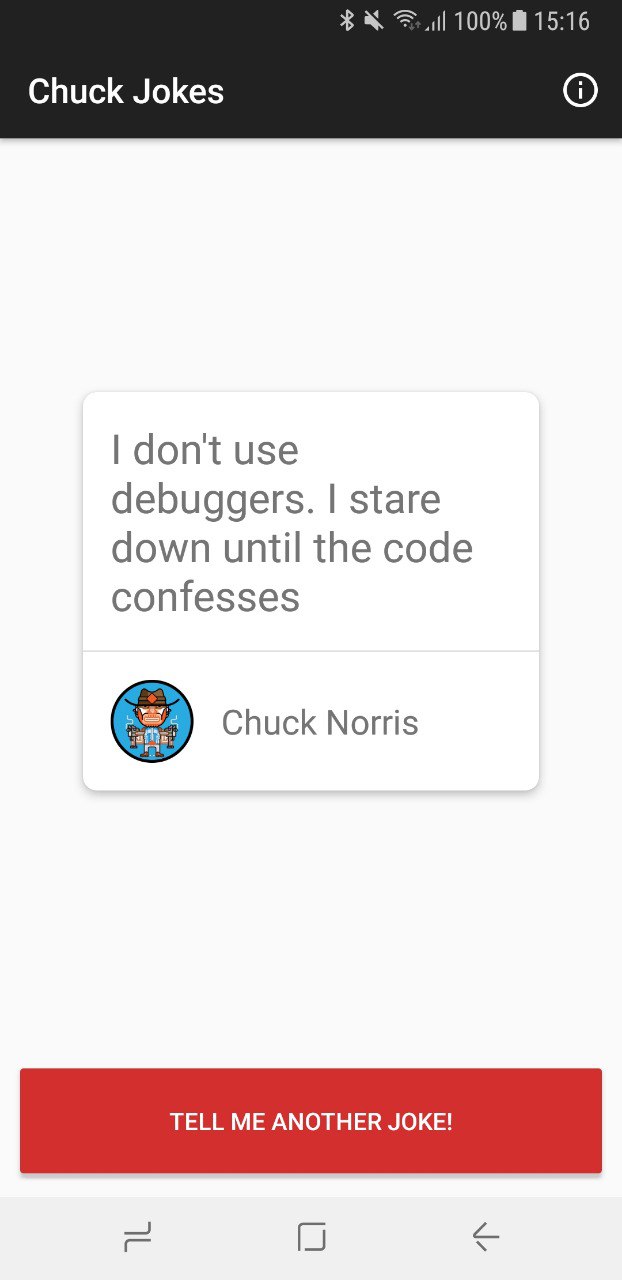 100% 15:16
Chuck Jokes
I don't use
debuggers. I stare
down until the code
confesses
Chuck Norris
TELL ME ANOTHER JOKE!